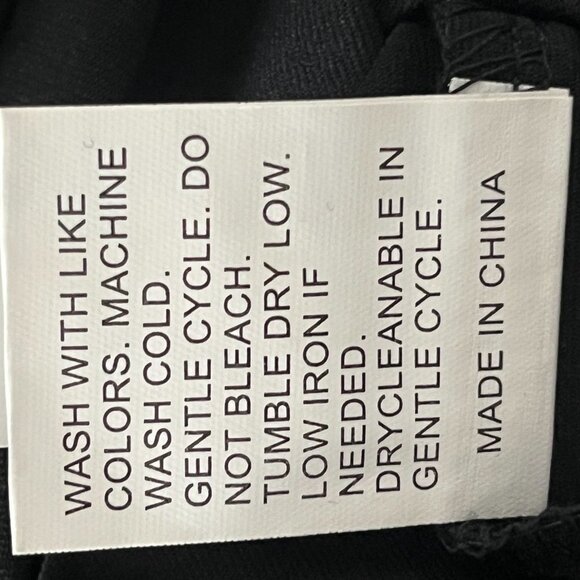 WASH WITH LIKE
COLORS. MACHINE
WASH COLD.
GENTLE CYCLE. DO
NOT BLEACH.
TUMBLE DRY LOW.
LOW IRON IF
NEEDED.
DRYCLEANABLE IN
GENTLE CYCLE.
MADE IN CHINA